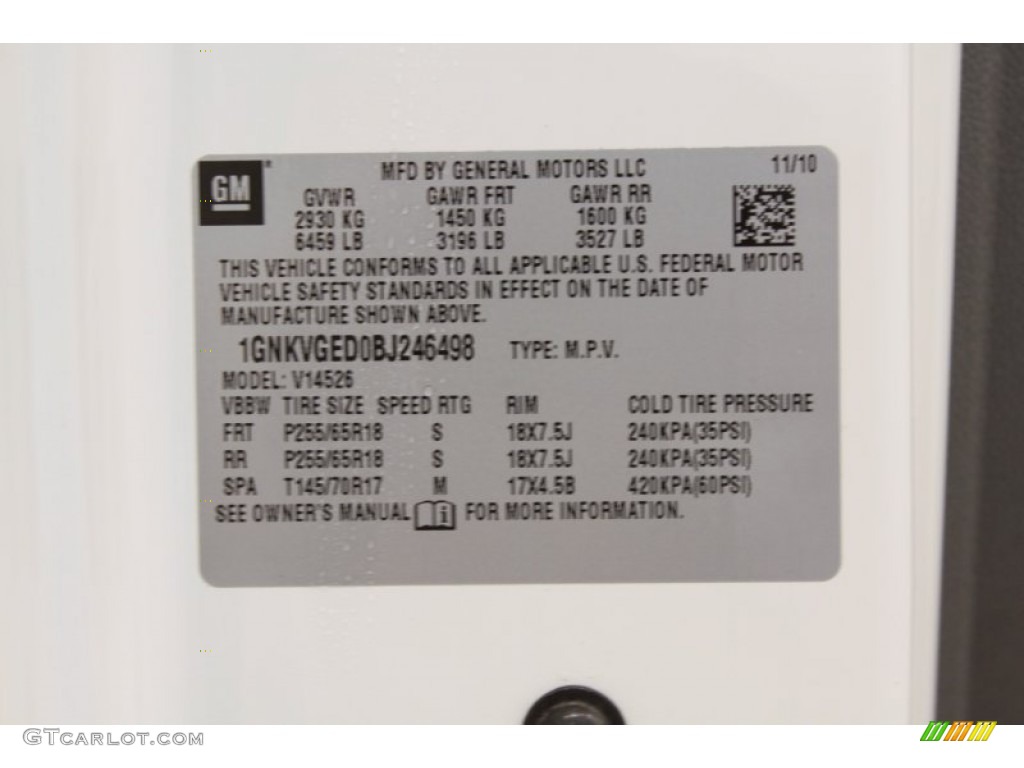 GM
MFD BY GENERAL MOTORS LLC 11/10
GVWR GAWR FRT GAWR RR
2930 KG 1450 KG 1600 KG
6459 LB 3196 LB 3527 LB
THIS VEHICLE CONFORMS TO ALL APPLICABLE U.S. FEDERAL MOTOR
VEHICLE SAFETY STANDARDS IN EFFECT ON THE DATE OF
MANUFACTURE SHOWN ABOVE.
1GNKVGED0BJ246498 TYPE: M.P.V.
MODEL: V14526
VBBW TIRE SIZE SPEED RTG RIM COLD TIRE PRESSURE
FRT P255/65R18 S 18X7.5J 240KPA(35PSI)
RR P255/65R18 S 18X7.5J 240KPA(35PSI)
SPA T145/70R17 M 17X4.5B 420KPA(60PSI)
SEE OWNER'S MANUAL FOR MORE INFORMATION.
GTCARLOT.COM